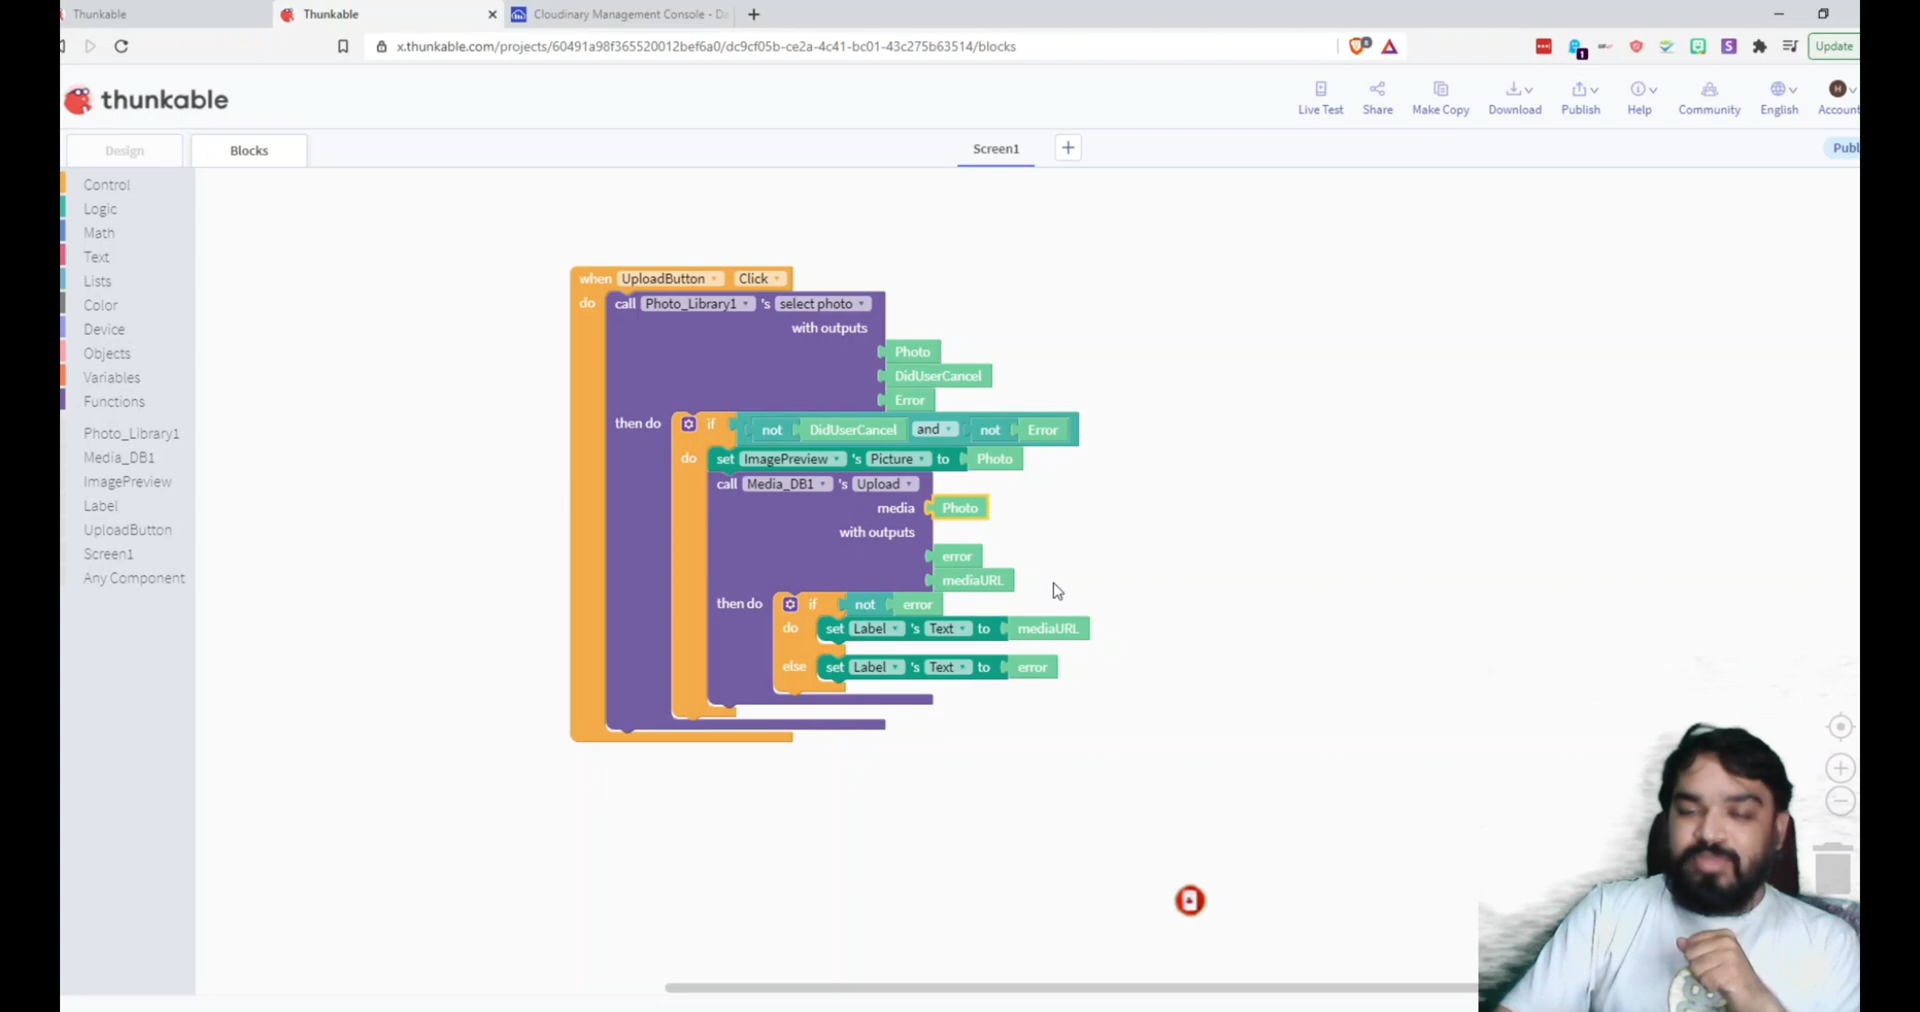 Thunkable
Thunkable
Cloudinary Management Console - Da
x.thunkable.com/projects/60491a98f365520012bef6a0/dc9cf05b-ce2a-4c41-bc01-43c275b63514/blocks
Update
thunkable
Live Test
Share
Make Copy
Download
Publish
Help
Community
English
Account
Design
Blocks
Screen1
Publ
Control
Logic
Math
Text
Lists
Color
Device
Objects
Variables
Functions
Photo_Library1
Media_DB1
ImagePreview
Label
UploadButton
Screen1
Any Component
when UploadButton Click
do call Photo_Library1 's select photo
with outputs
Photo
DidUserCancel
Error
then do if not DidUserCancel and not Error
do set ImagePreview 's Picture to Photo
call Media_DB1 's Upload
media Photo
with outputs
error
mediaURL
then do if not error
do set Label 's Text to mediaURL
else set Label 's Text to error